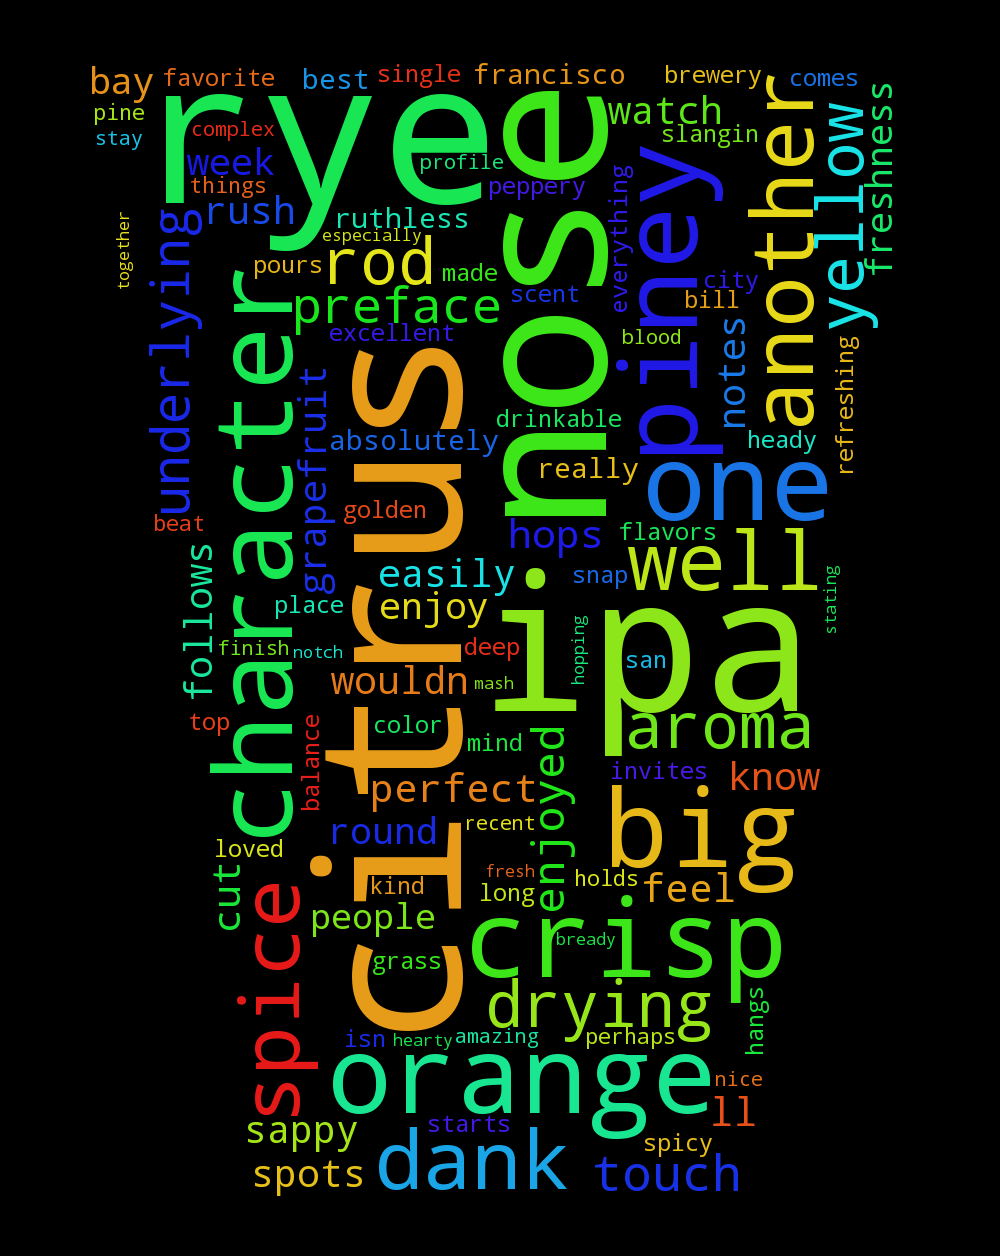 bay favorite best single francisco brewery comes
pine ryee nose watch another yellow freshness
stay complex week profile slangin
things rush peppery everything piney
together underlying ruthless especially
pours rod made scent city bill
preface excellent blood notes refreshing
character citrus grapefruit drinkable
absolutely really heady one
beat golden hops flavors well
follows easily snap stating
place enjoy ipa hopping
finish notch deep san
wouldn mash
top balance color mind aroma
perfect enjoyed invites know
round recent big
loved cut kind fresh long holds feel
spice people crisp
grass bready
drying hangs
isn hearty amazing perhaps
orange nice
ll
sappy starts spicy
spots dank touch